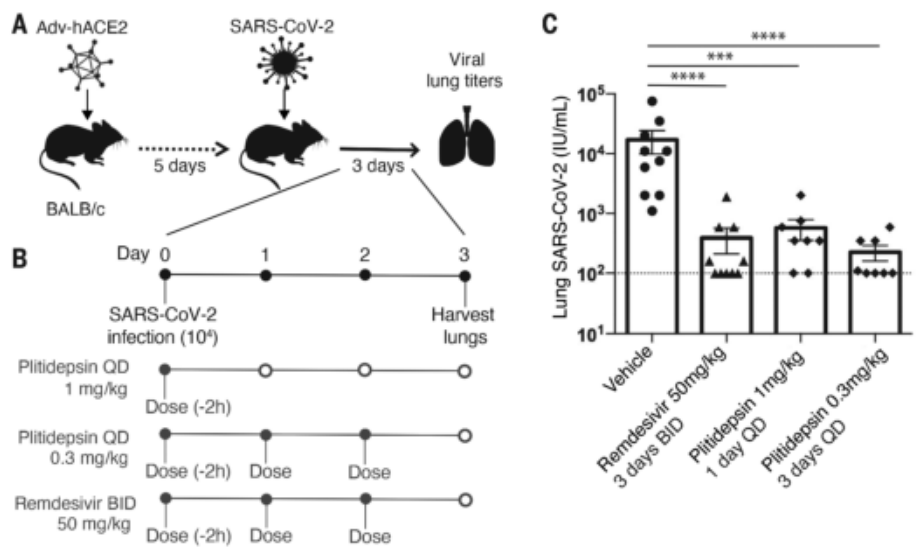 A
Adv-hACE2
SARS-CoV-2
Viral
lung titers
5 days
3 days
BALB/c
B
Day 0 1 2 3
SARS-CoV-2
infection (10⁴)
Harvest
lungs
Plitidepsin QD
1 mg/kg
Dose (-2h)
Plitidepsin QD
0.3 mg/kg
Dose (-2h) Dose Dose
Remdesivir BID
50 mg/kg
Dose (-2h) Dose Dose
C
****
***
****
Lung SARS-CoV-2 (IU/mL)
10⁵
10⁴
10³
10²
10¹
Vehicle
Remdesivir 50mg/kg
3 days BID
Plitidepsin 1mg/kg
1 day QD
Plitidepsin 0.3mg/kg
3 days QD